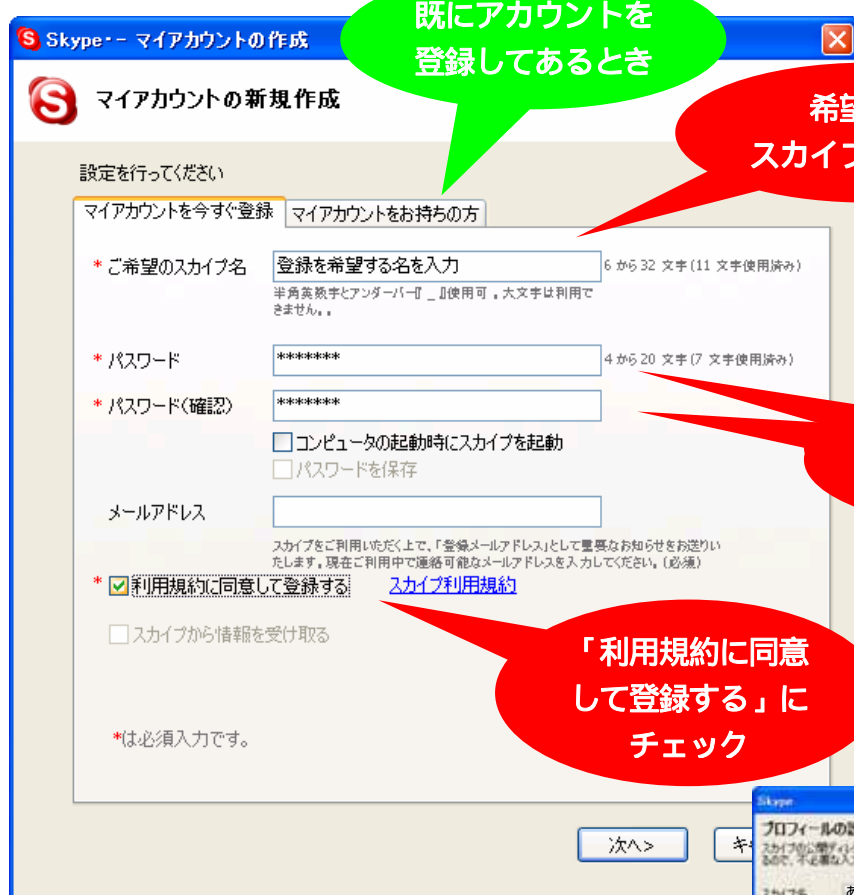 既にアカウントを
登録してあるとき
Skype・- マイアカウントの作成
マイアカウントの新規作成
希望
スカイプ
設定を行ってください
マイアカウントを今すぐ登録 マイアカウントをお持ちの方
* ご希望のスカイプ名 登録を希望する名を入力 6 から 32 文字(11 文字使用済み)
半角英数字とアンダーバー『 _ 』使用可。大文字は利用で
きません。。
* パスワード ******* 4 から 20 文字(7 文字使用済み)
* パスワード(確認) *******
コンピュータの起動時にスカイプを起動
パスワードを保存
メールアドレス
スカイプをご利用いただく上で、「登録メールアドレス」として重要なお知らせをお送りい
たします。現在ご利用中で連絡可能なメールアドレスを入力してください。(必須)
* 利用規約に同意して登録する スカイプ利用規約
スカイプから情報を受け取る
「利用規約に同意
して登録する」に
チェック
*は必須入力です。
次へ> キ
Skype
プロフィールの設
スカイプ名 あ